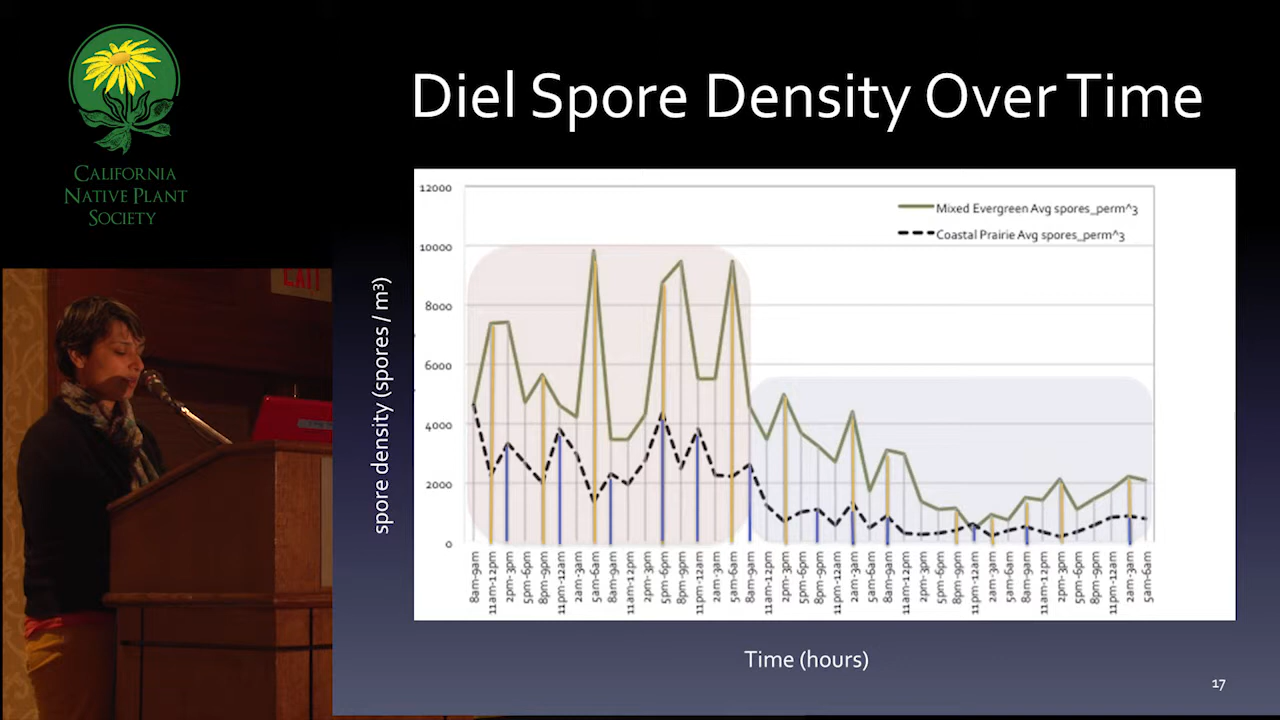 CALIFORNIA
NATIVE PLANT
SOCIETY
Diel Spore Density Over Time
EXIT
12000
10000
8000
6000
4000
2000
0
Mixed Evergreen Avg spores_perm^3
Coastal Prairie Avg spores_perm^3
spore density (spores / m³)
8am-9am
11am-12pm
2pm-3pm
5pm-6pm
8pm-9pm
11pm-12am
2am-3am
5am-6am
8am-9am
11am-12pm
2pm-3pm
5pm-6pm
8pm-9pm
11pm-12am
2am-3am
5am-6am
8am-9am
11am-12pm
2pm-3pm
5pm-6pm
8pm-9pm
11pm-12am
2am-3am
8am-9am
11am-12pm
2pm-3pm
5pm-6pm
8pm-9pm
11pm-12am
2am-3am
8am-9am
11am-12pm
2pm-3pm
5pm-6pm
8pm-9pm
11pm-12am
2am-3am
5am-6am
Time (hours)
17